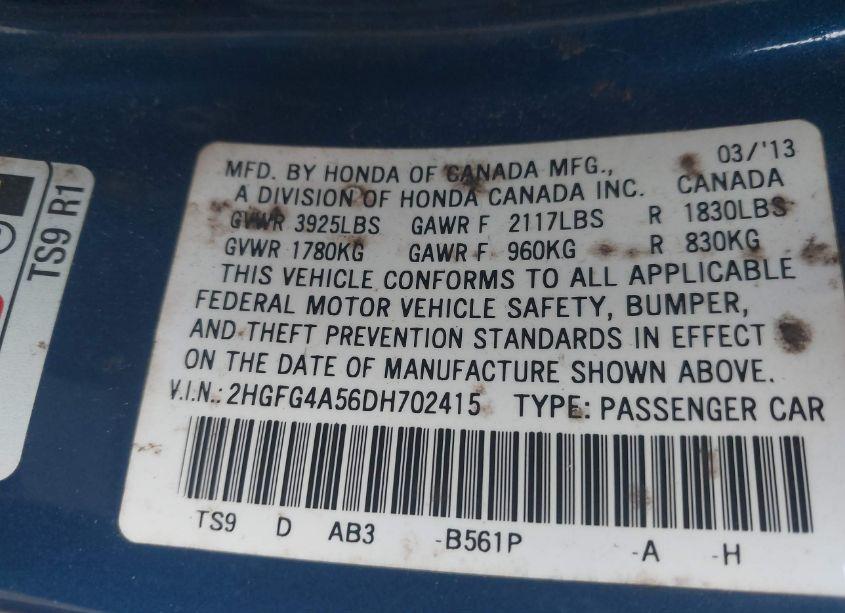 MFD. BY HONDA OF CANADA MFG., 03/'13
A DIVISION OF HONDA CANADA INC. CANADA
GVWR 3925LBS GAWR F 2117LBS R 1830LBS
GVWR 1780KG GAWR F 960KG R 830KG
THIS VEHICLE CONFORMS TO ALL APPLICABLE
FEDERAL MOTOR VEHICLE SAFETY, BUMPER,
AND THEFT PREVENTION STANDARDS IN EFFECT
ON THE DATE OF MANUFACTURE SHOWN ABOVE.
V.I.N.: 2HGFG4A56DH702415 TYPE: PASSENGER CAR
TS9 D AB3 -B561P -A -H
TS9 R1